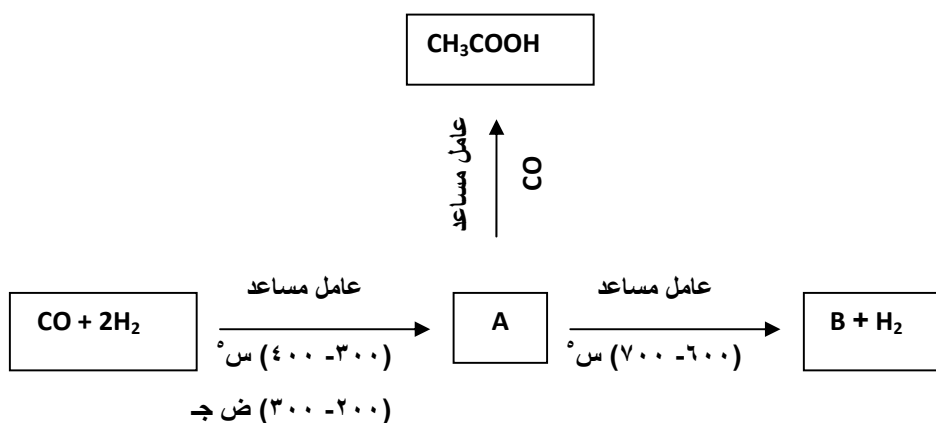 CH₃COOH
عامل مساعد
CO
عامل مساعد
عامل مساعد
CO + 2H₂
A
B + H₂
(٣٠٠- ٤٠٠) س°
(٦٠٠- ٧٠٠) س°
(٢٠٠- ٣٠٠) ض جـ